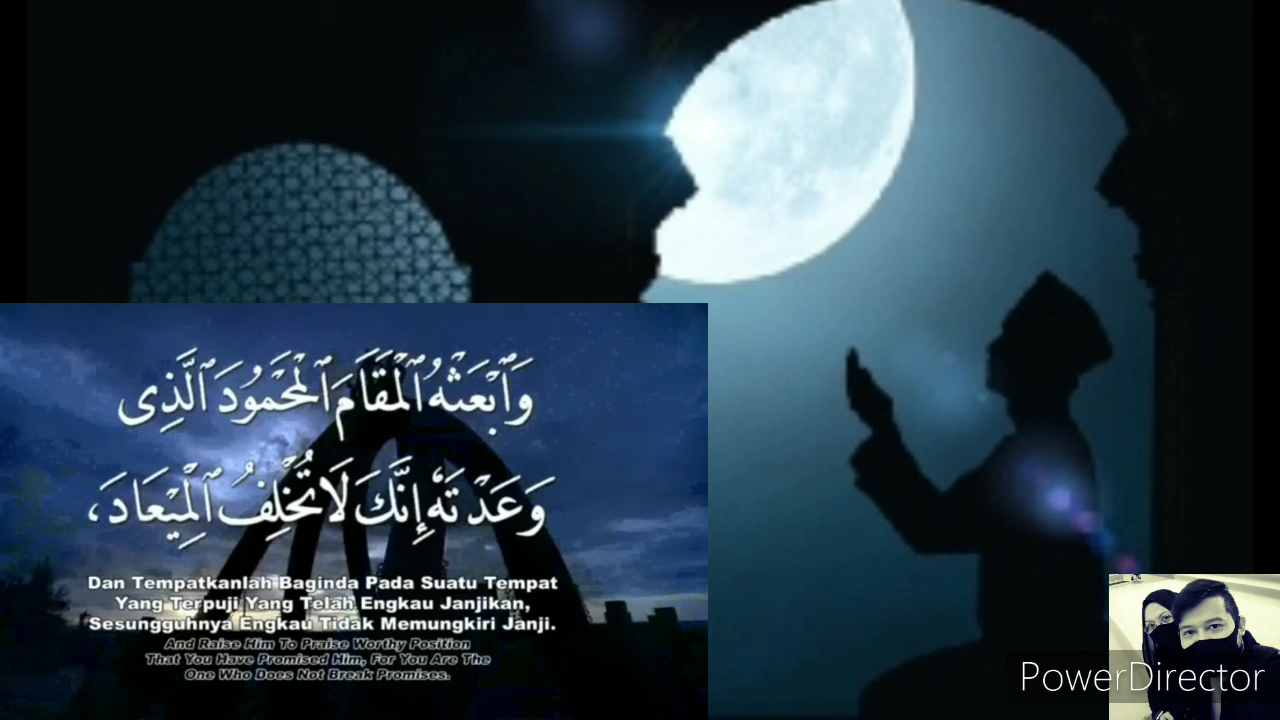 وَٱبْعَثْهُ ٱلْمَقَامَ ٱلْمَحْمُودَ ٱلَّذِى
وَعَدْتَهُۥ إِنَّكَ لَا تُخْلِفُ ٱلْمِيْعَادَ،
Dan Tempatkanlah Baginda Pada Suatu Tempat
Yang Terpuji Yang Telah Engkau Janjikan,
Sesungguhnya Engkau Tidak Memungkiri Janji.
And Raise Him To Praise Worthy Position
That You Have Promised Him, For You Are The
One Who Does Not Break Promises.
PowerDirector